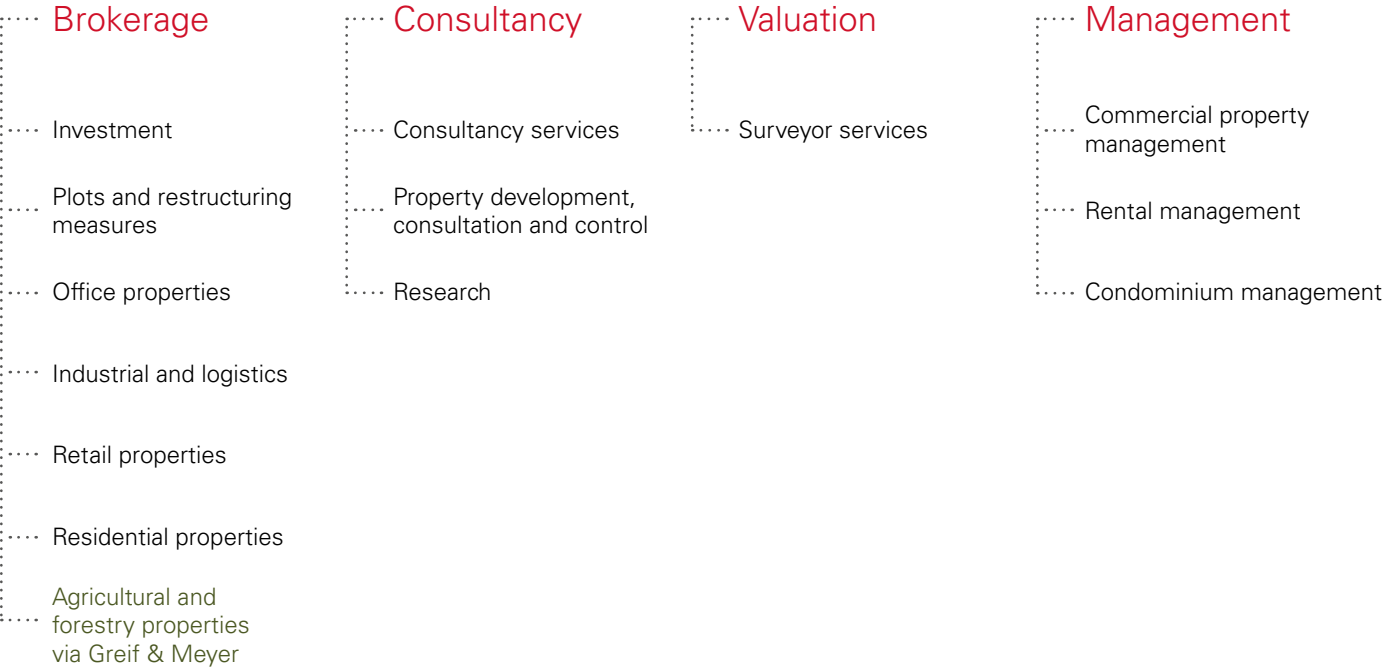 Brokerage
Investment
Plots and restructuring
measures
Office properties
Industrial and logistics
Retail properties
Residential properties
Agricultural and
forestry properties
via Greif & Meyer
Consultancy
Consultancy services
Property development,
consultation and control
Research
Valuation
Surveyor services
Management
Commercial property
management
Rental management
Condominium management